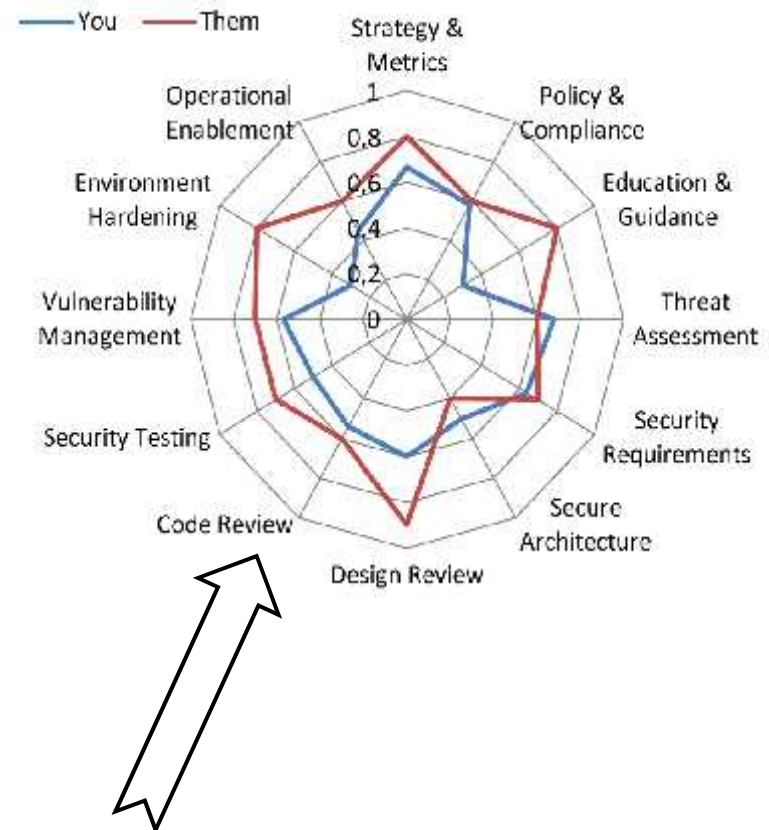 You Them
Strategy &
Metrics
Policy &
Compliance
Education &
Guidance
Threat
Assessment
Security
Requirements
Secure
Architecture
Design Review
Code Review
Security Testing
Vulnerability
Management
Environment
Hardening
Operational
Enablement
1
0,8
0,6
0,4
0,2
0